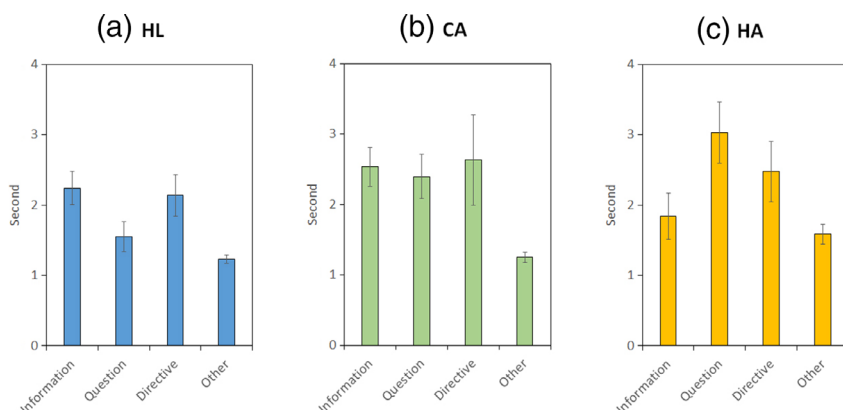 (a) HL
4
3
2
1
0
Second
Information
Question
Directive
Other
(b) CA
4
3
2
1
0
Second
Information
Question
Directive
Other
(c) HA
4
3
2
1
0
Second
Information
Question
Directive
Other